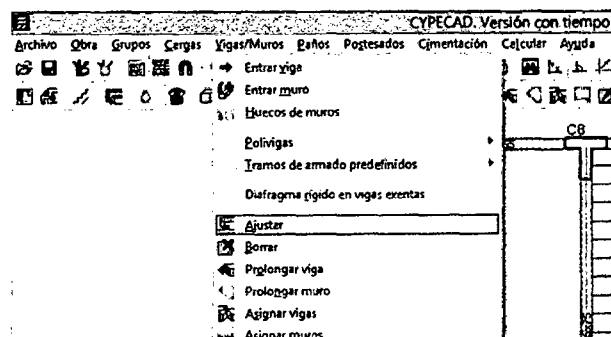 CYPECAD. Versión con tiempo
Archivo Obra Grupos Cargas Vigas/Muros Paños Postesados Cimentación Calcular Ayuda
Entrar viga
Entrar muro
Huecos de muros
Polivigas
Tramos de armado predefinidos
Diafragma rígido en vigas exentas
Ajustar
Borrar
Prolongar viga
Prolongar muro
Asignar vigas
Asignar muros
C8